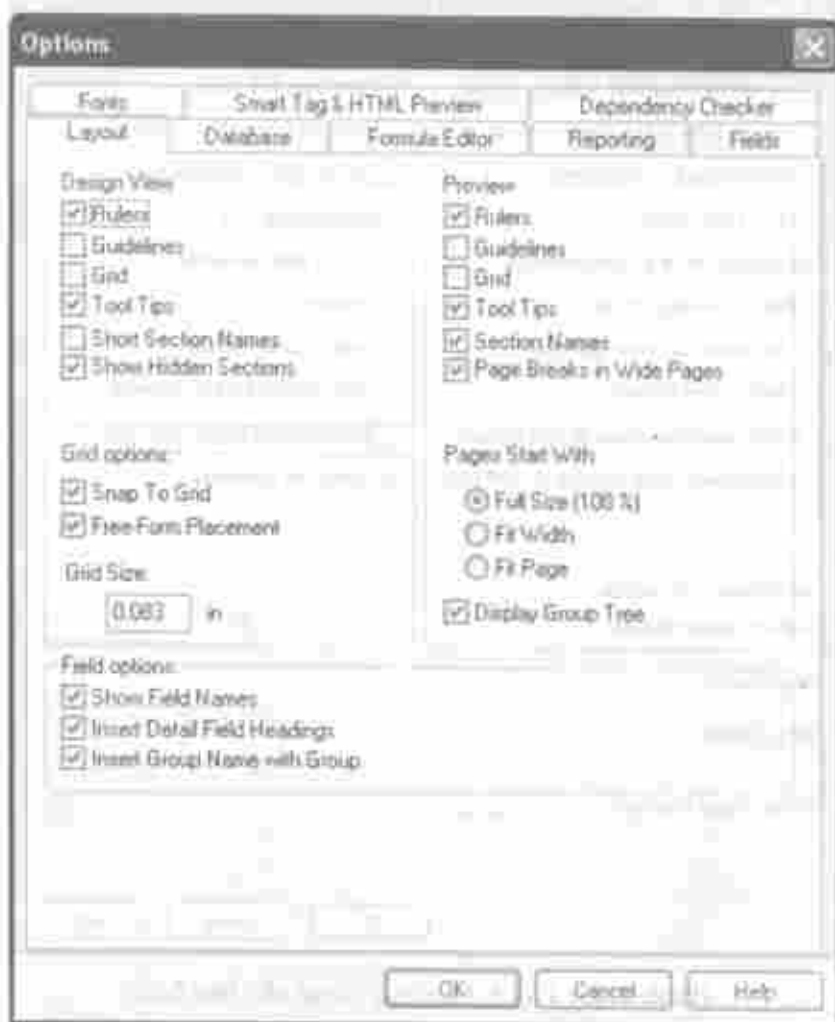 Options
Fonts Smart Tag & HTML Preview Dependency Checker
Layout Database Formula Editor Reporting Fields
Design View
Rulers
Guidelines
Grid
Tool Tips
Short Section Names
Show Hidden Sections
Preview
Rulers
Guidelines
Grid
Tool Tips
Section Names
Page Breaks in Wide Pages
Grid options:
Snap To Grid
Free-Form Placement
Grid Size:
0.083 in
Pages Start With
Full Size (100 %)
Fit Width
Fit Page
Display Group Tree
Field options:
Show Field Names
Insert Detail Field Headings
Insert Group Name with Group
OK Cancel Help